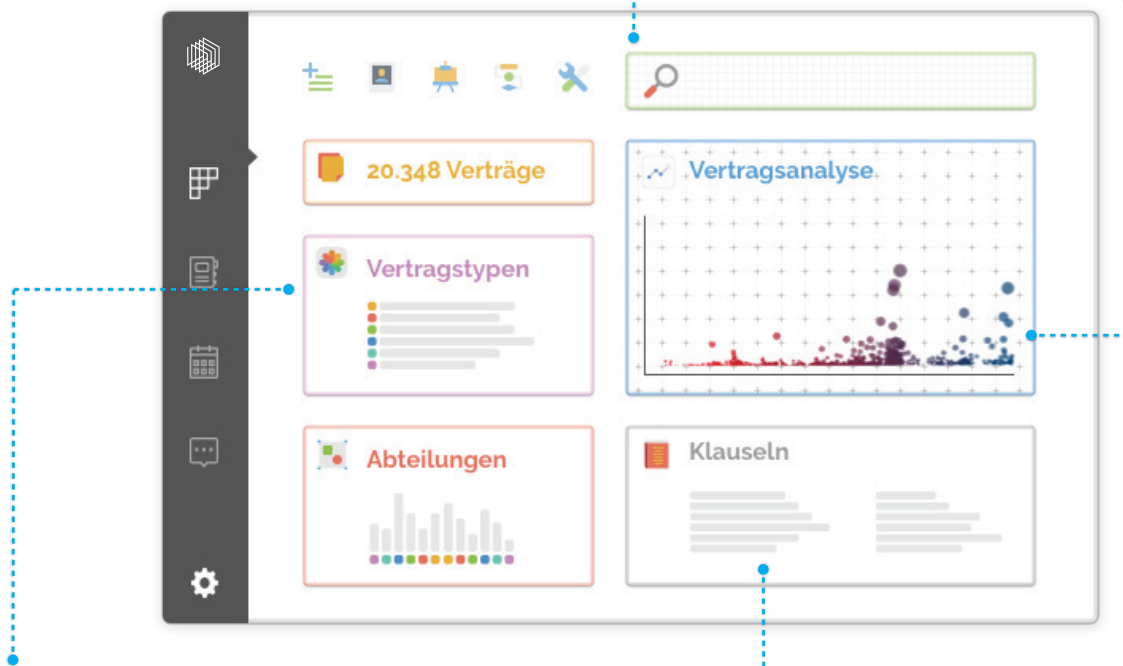 20.348 Verträge
Vertragsanalyse
Vertragstypen
Abteilungen
Klauseln